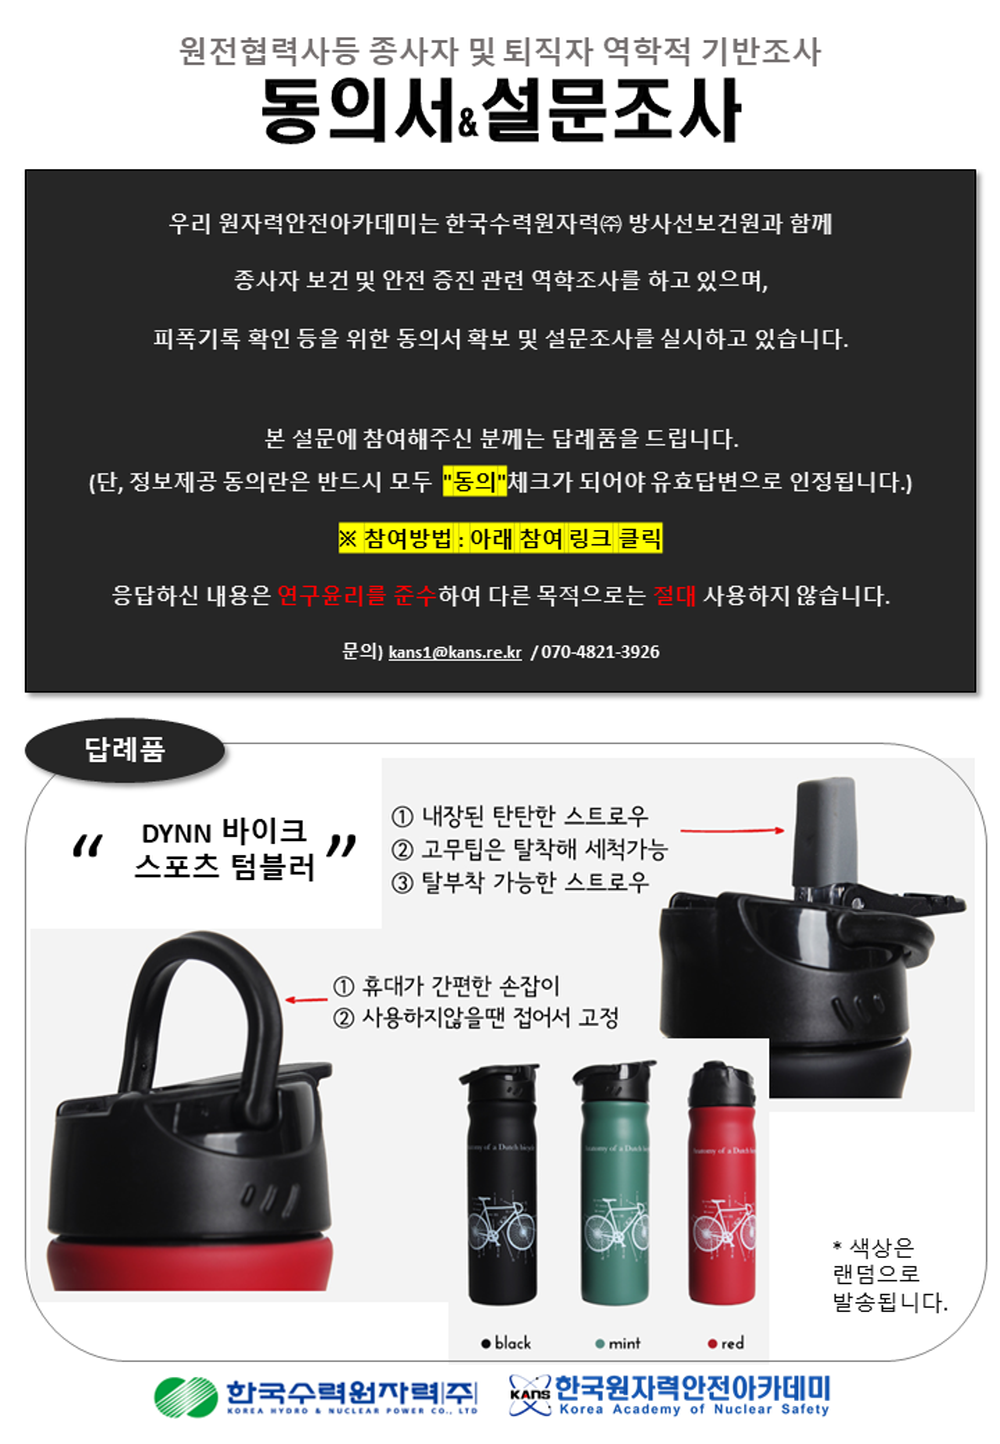 원전협력사등 종사자 및 퇴직자 역학적 기반조사
동의서&설문조사
우리 원자력안전아카데미는 한국수력원자력㈜ 방사선보건원과 함께
종사자 보건 및 안전 증진 관련 역학조사를 하고 있으며,
피폭기록 확인 등을 위한 동의서 확보 및 설문조사를 실시하고 있습니다.
본 설문에 참여해주신 분께는 답례품을 드립니다.
(단, 정보제공 동의란은 반드시 모두 "동의"체크가 되어야 유효답변으로 인정됩니다.)
※ 참여방법 : 아래 참여 링크 클릭
응답하신 내용은 연구윤리를 준수하여 다른 목적으로는 절대 사용하지 않습니다.
문의) kans1@kans.re.kr / 070-4821-3926
답례품
“ DYNN 바이크
스포츠 텀블러 ”
① 내장된 탄탄한 스트로우
② 고무팁은 탈착해 세척가능
③ 탈부착 가능한 스트로우
① 휴대가 간편한 손잡이
② 사용하지않을땐 접어서 고정
of a Dutch bicycle
of a Dutch
of a Dutch
black
mint
red
* 색상은
랜덤으로
발송됩니다.
한국수력원자력(주)
KOREA HYDRO & NUCLEAR POWER CO., LTD
KANS
한국원자력안전아카데미
Korea Academy of Nuclear Safety